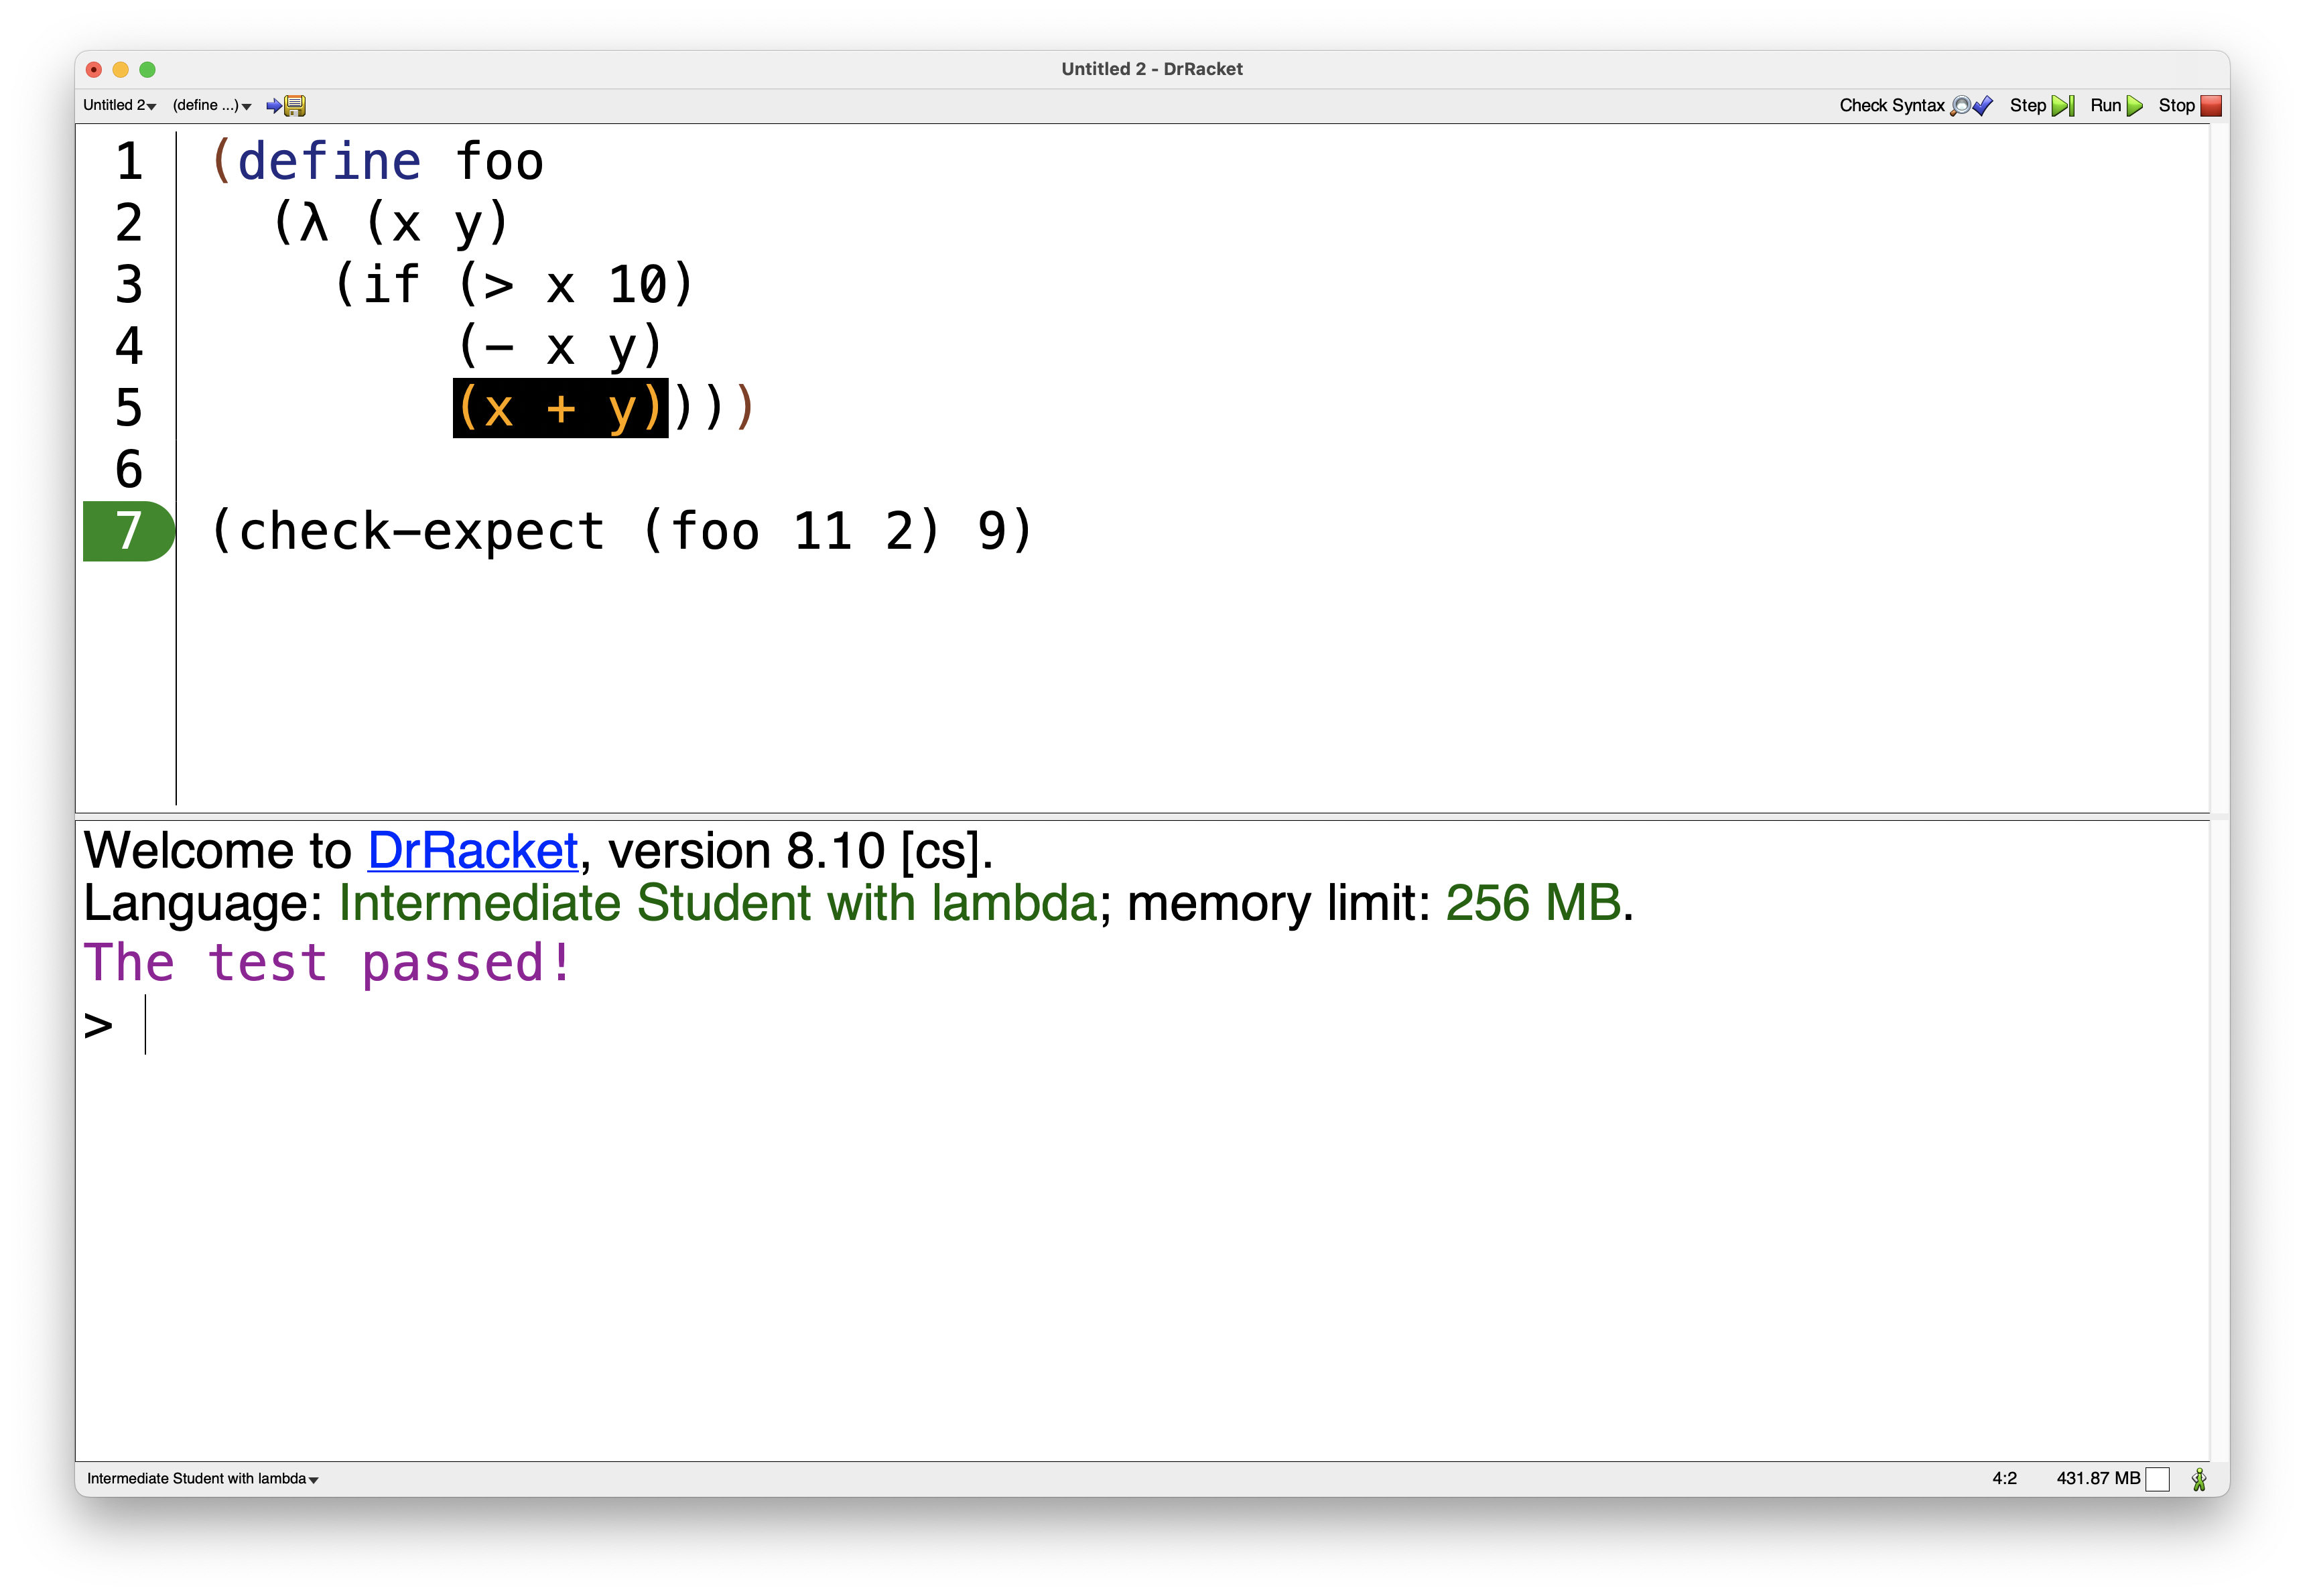 Untitled 2 - DrRacket
Untitled 2 (define ...) Check Syntax Step Run Stop
1 (define foo
2   (λ (x y)
3     (if (> x 10)
4         (- x y)
5         (x + y))))
6
7 (check-expect (foo 11 2) 9)
Welcome to DrRacket, version 8.10 [cs].
Language: Intermediate Student with lambda; memory limit: 256 MB.
The test passed!
>
Intermediate Student with lambda 4:2 431.87 MB